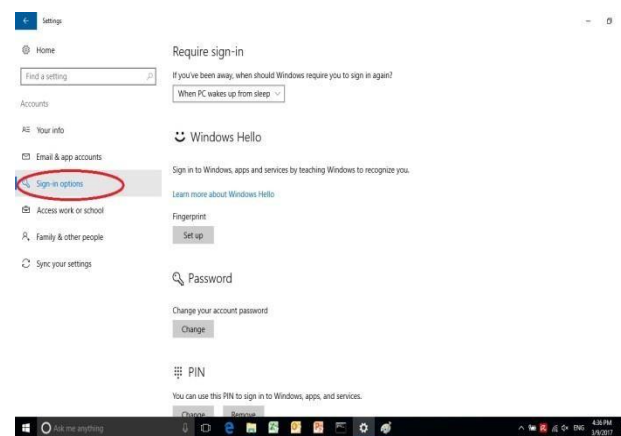 Settings
Home
Find a setting
Accounts
Your info
Email & app accounts
Sign-in options
Access work or school
Family & other people
Sync your settings
Require sign-in
If you've been away, when should Windows require you to sign in again?
When PC wakes up from sleep
Windows Hello
Sign in to Windows, apps and services by teaching Windows to recognize you.
Learn more about Windows Hello
Fingerprint
Set up
Password
Change your account password
Change
PIN
You can use this PIN to sign in to Windows, apps, and services.
Change Remove
Ask me anything
ENG
4:36 PM
3/9/2017